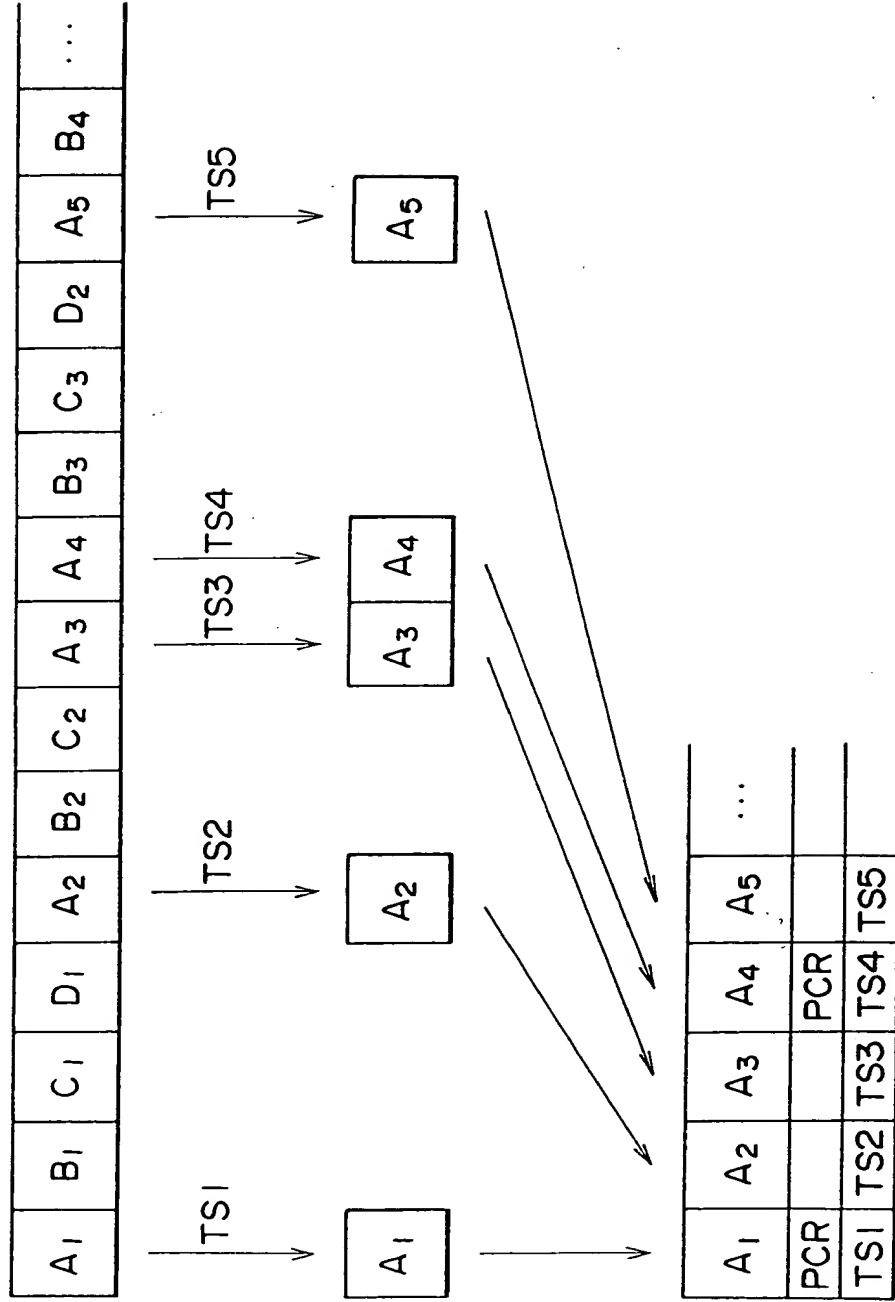 A1 B1 C1 D1 A2 B2 C2 A3 A4 B3 C3 D2 A5 B4 ...
TS1 TS2 TS3 TS4 TS5
A1 A2 A3 A4 A5
A1 A2 A3 A4 A5 ...
PCR PCR
TS1 TS2 TS3 TS4 TS5